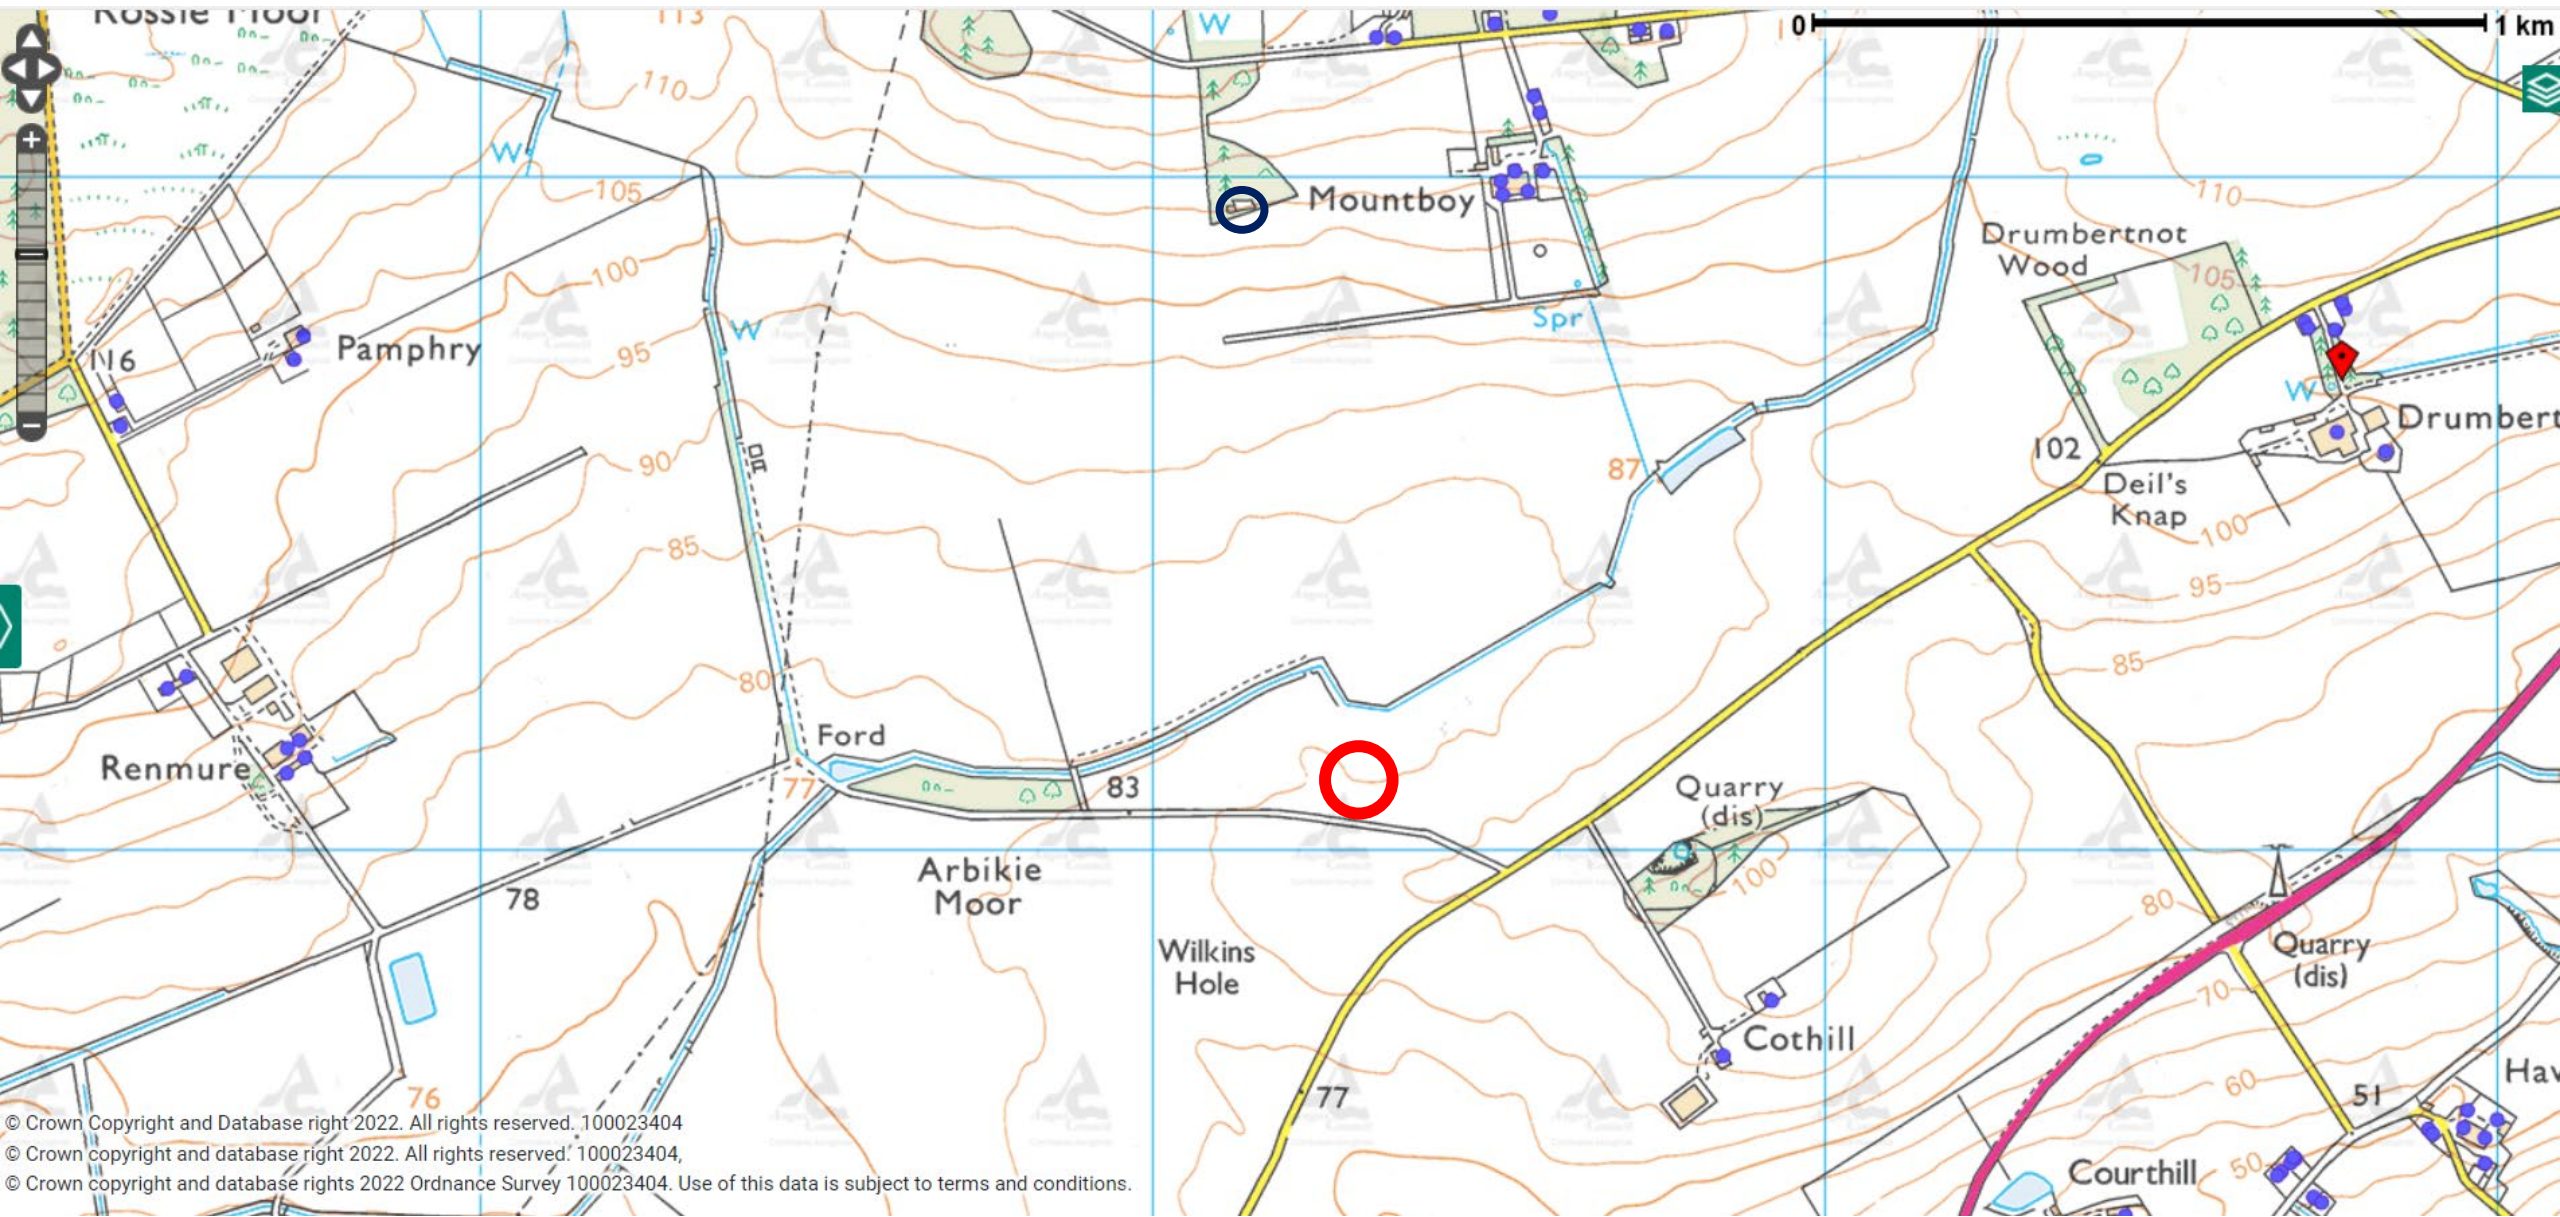 Rossie Moor
113
W
0
1 km
110
W
105
Mountboy
110
Drumbertnot
Wood
105
100
Spr
W
116
Pamphry
95
W
Drumbert
102
90
87
Deil's
Knap
100
85
95
85
80
Ford
Renmure
77
83
Quarry
(dis)
Arbikie
Moor
100
78
80
Wilkins
Hole
Quarry
(dis)
70
Cothill
76
77
60
51
Hav
Courthill
50
© Crown Copyright and Database right 2022. All rights reserved. 100023404
© Crown copyright and database right 2022. All rights reserved. 100023404,
© Crown copyright and database rights 2022 Ordnance Survey 100023404. Use of this data is subject to terms and conditions.